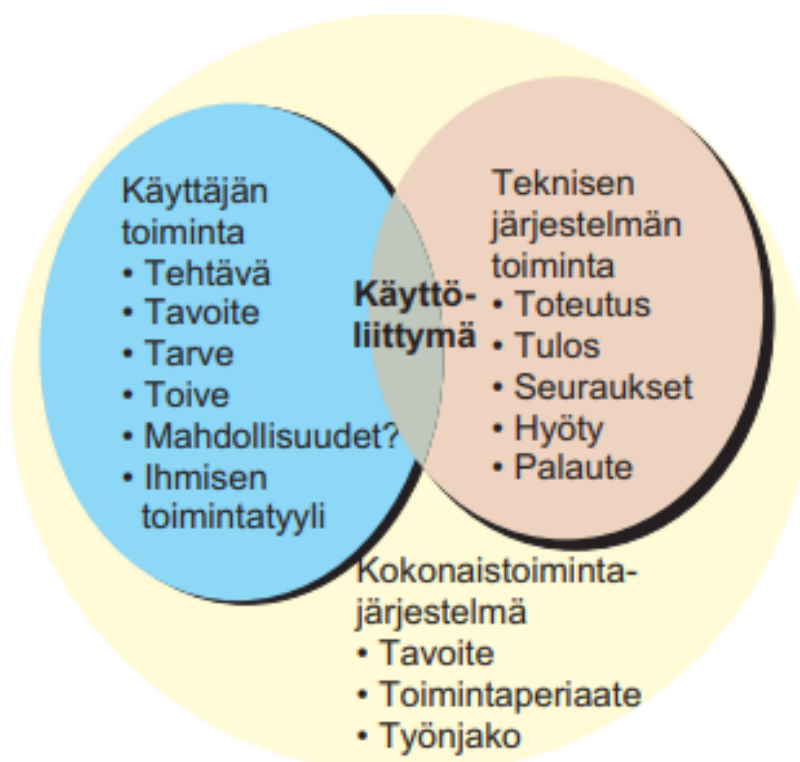 Käyttäjän
toiminta
• Tehtävä
• Tavoite
• Tarve
• Toive
• Mahdollisuudet?
• Ihmisen
toimintatyyli
Käyttö-
liittymä
Teknisen
järjestelmän
toiminta
• Toteutus
• Tulos
• Seuraukset
• Hyöty
• Palaute
Kokonaistoiminta-
järjestelmä
• Tavoite
• Toimintaperiaate
• Työnjako